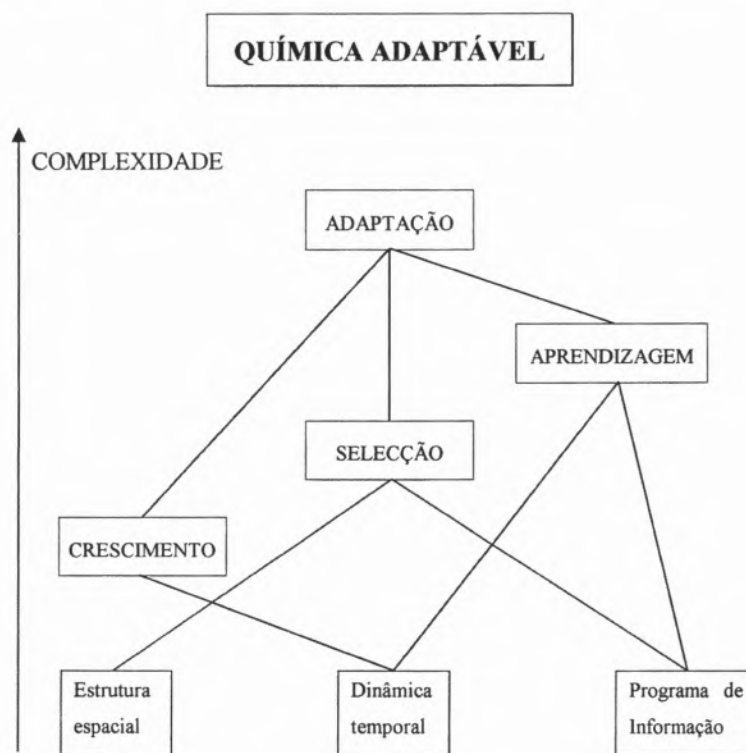 QUÍMICA ADAPTÁVEL
COMPLEXIDADE
ADAPTAÇÃO
APRENDIZAGEM
SELECÇÃO
CRESCIMENTO
Estrutura
espacial
Dinâmica
temporal
Programa de
Informação